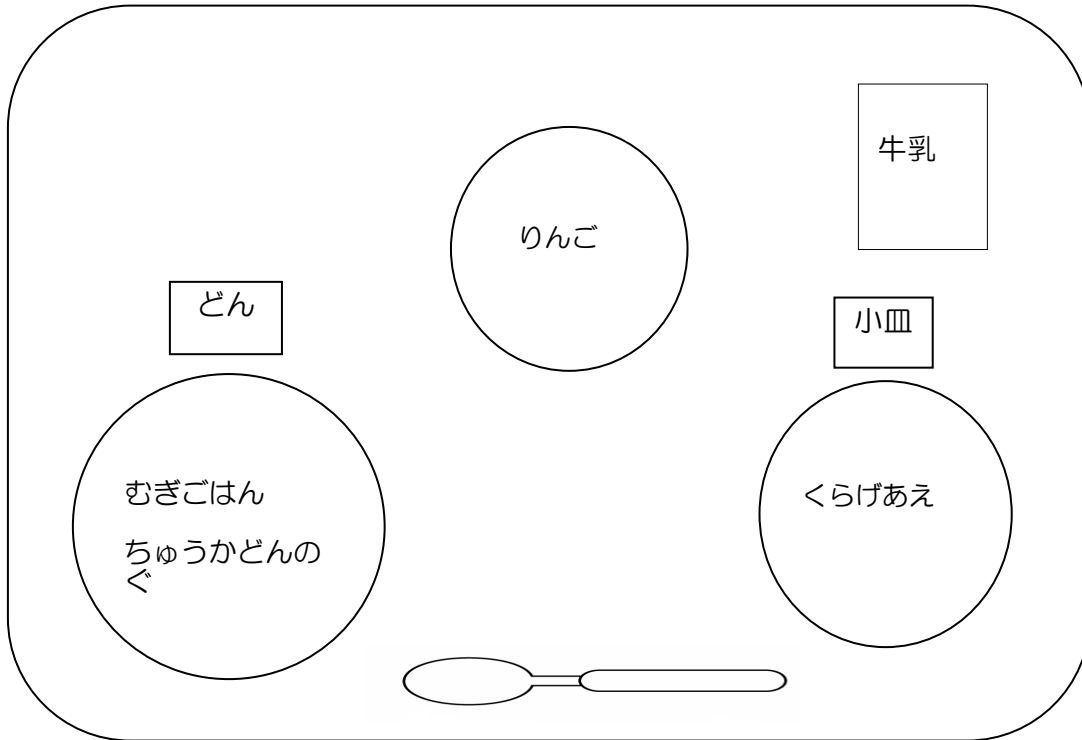 牛乳
りんご
どん
小皿
むぎごはん
ちゅうかどんの
ぐ
くらげあえ